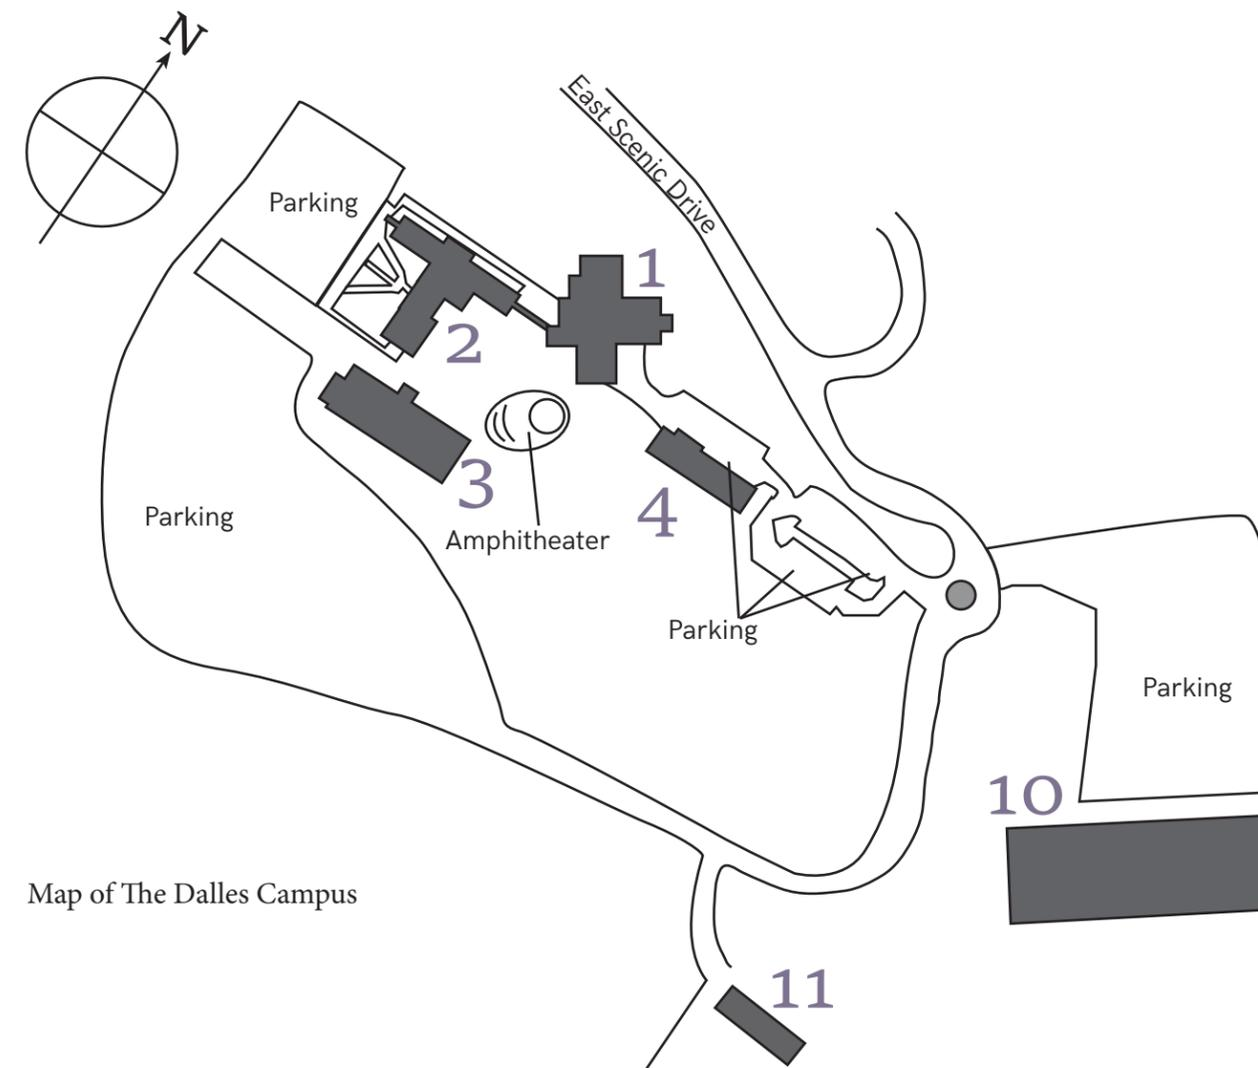 N
East Scenic Drive
Parking
1
2
3
4
Parking
Amphitheater
Parking
Parking
10
Map of The Dalles Campus
11